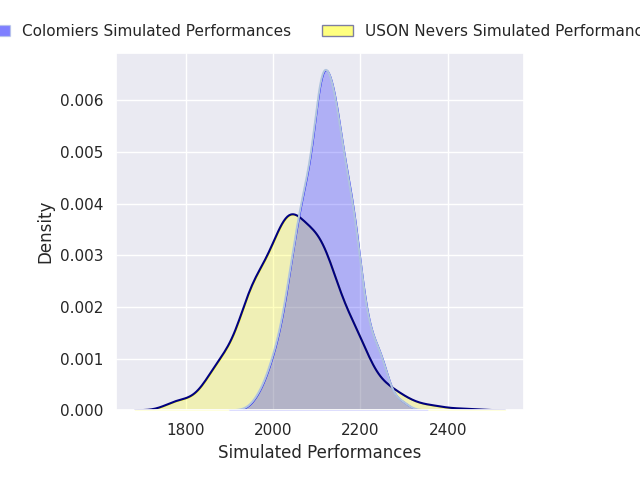 Colomiers Simulated Performances
USON Nevers Simulated
0.006
0.005
0.004
0.003
0.002
0.001
0.000
Density
1800 2000 2200 2400
Simulated Performances